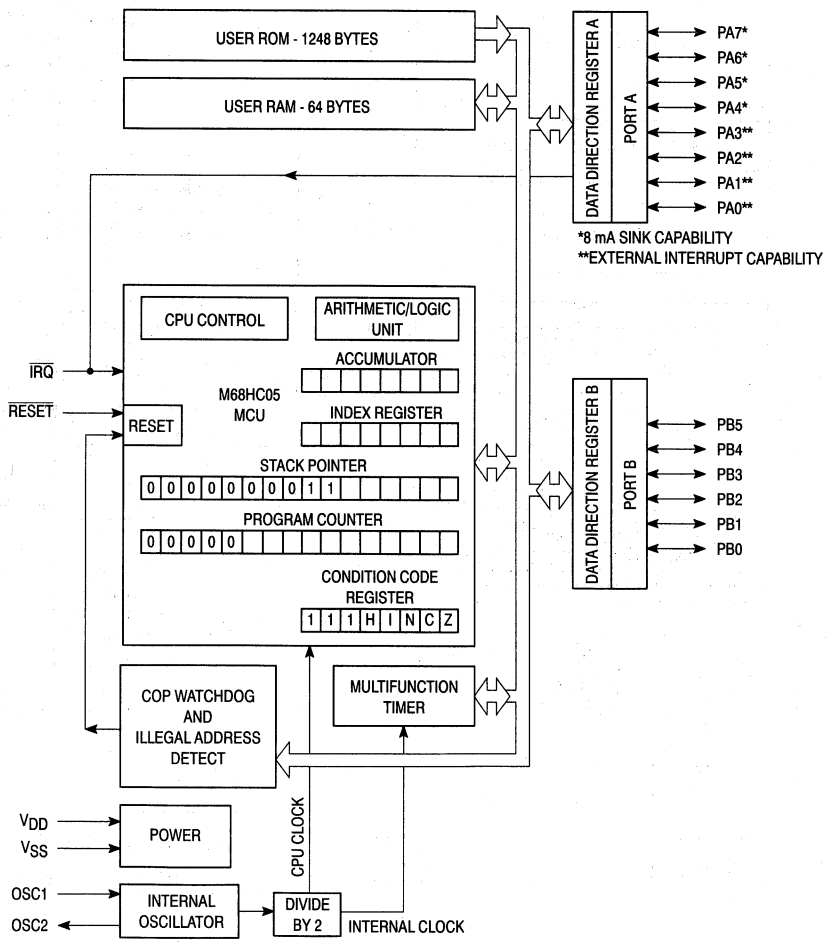 USER ROM - 1248 BYTES
USER RAM - 64 BYTES
DATA DIRECTION REGISTER A
PORT A
PA7*
PA6*
PA5*
PA4*
PA3**
PA2**
PA1**
PA0**
*8 mA SINK CAPABILITY
**EXTERNAL INTERRUPT CAPABILITY
CPU CONTROL
ARITHMETIC/LOGIC
UNIT
IRQ
RESET
RESET
M68HC05
MCU
ACCUMULATOR
INDEX REGISTER
STACK POINTER
0 0 0 0 0 0 0 0 1 1
PROGRAM COUNTER
0 0 0 0 0
CONDITION CODE
REGISTER
1 1 1 H I N C Z
DATA DIRECTION REGISTER B
PORT B
PB5
PB4
PB3
PB2
PB1
PB0
COP WATCHDOG
AND
ILLEGAL ADDRESS
DETECT
MULTIFUNCTION
TIMER
VDD
VSS
POWER
CPU CLOCK
OSC1
OSC2
INTERNAL
OSCILLATOR
DIVIDE
BY 2
INTERNAL CLOCK